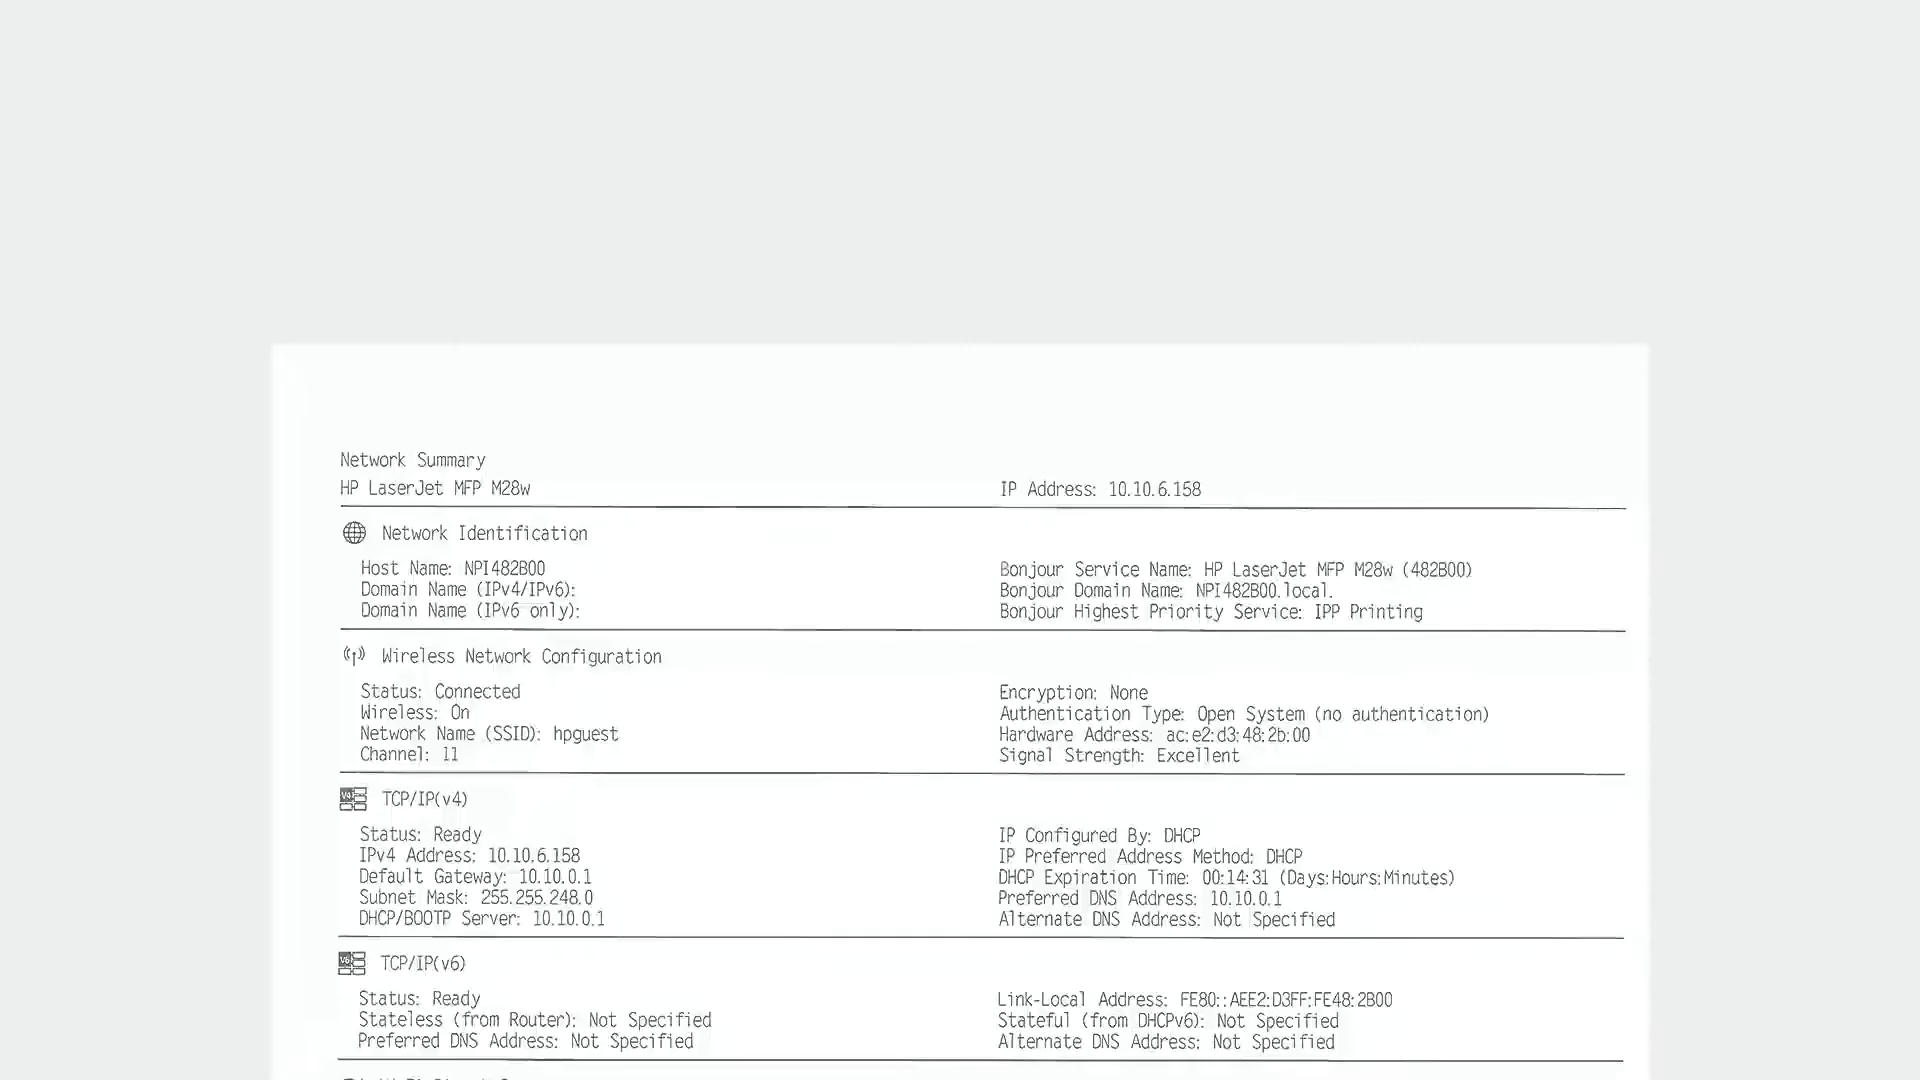 Network Summary
HP LaserJet MFP M28w
IP Address: 10.10.6.158
Network Identification
Host Name: NPI482B00
Domain Name (IPv4/IPv6):
Domain Name (IPv6 only):
Bonjour Service Name: HP LaserJet MFP M28w (482B00)
Bonjour Domain Name: NPI482B00.local.
Bonjour Highest Priority Service: IPP Printing
Wireless Network Configuration
Status: Connected
Wireless: On
Network Name (SSID): hpguest
Channel: 11
Encryption: None
Authentication Type: Open System (no authentication)
Hardware Address: ac:e2:d3:48:2b:00
Signal Strength: Excellent
TCP/IP(v4)
Status: Ready
IPv4 Address: 10.10.6.158
Default Gateway: 10.10.0.1
Subnet Mask: 255.255.248.0
DHCP/BOOTP Server: 10.10.0.1
IP Configured By: DHCP
IP Preferred Address Method: DHCP
DHCP Expiration Time: 00:14:31 (Days:Hours:Minutes)
Preferred DNS Address: 10.10.0.1
Alternate DNS Address: Not Specified
TCP/IP(v6)
Status: Ready
Stateless (from Router): Not Specified
Preferred DNS Address: Not Specified
Link-Local Address: FE80::AEE2:D3FF:FE48:2B00
Stateful (from DHCPv6): Not Specified
Alternate DNS Address: Not Specified